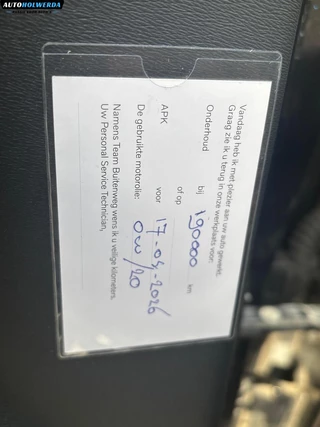 AUTOHOLWERDA
Vandaag heb ik met plezier aan uw auto gewerkt.
Graag zie ik u terug in onze werkplaats voor:
Onderhoud bij 190000 km
of op
APK voor 17-04-2026
De gebruikte motorolie: 0W/20
Namens Team Buitenweg wens ik u veilige kilometers.
Uw Personal Service Technician,